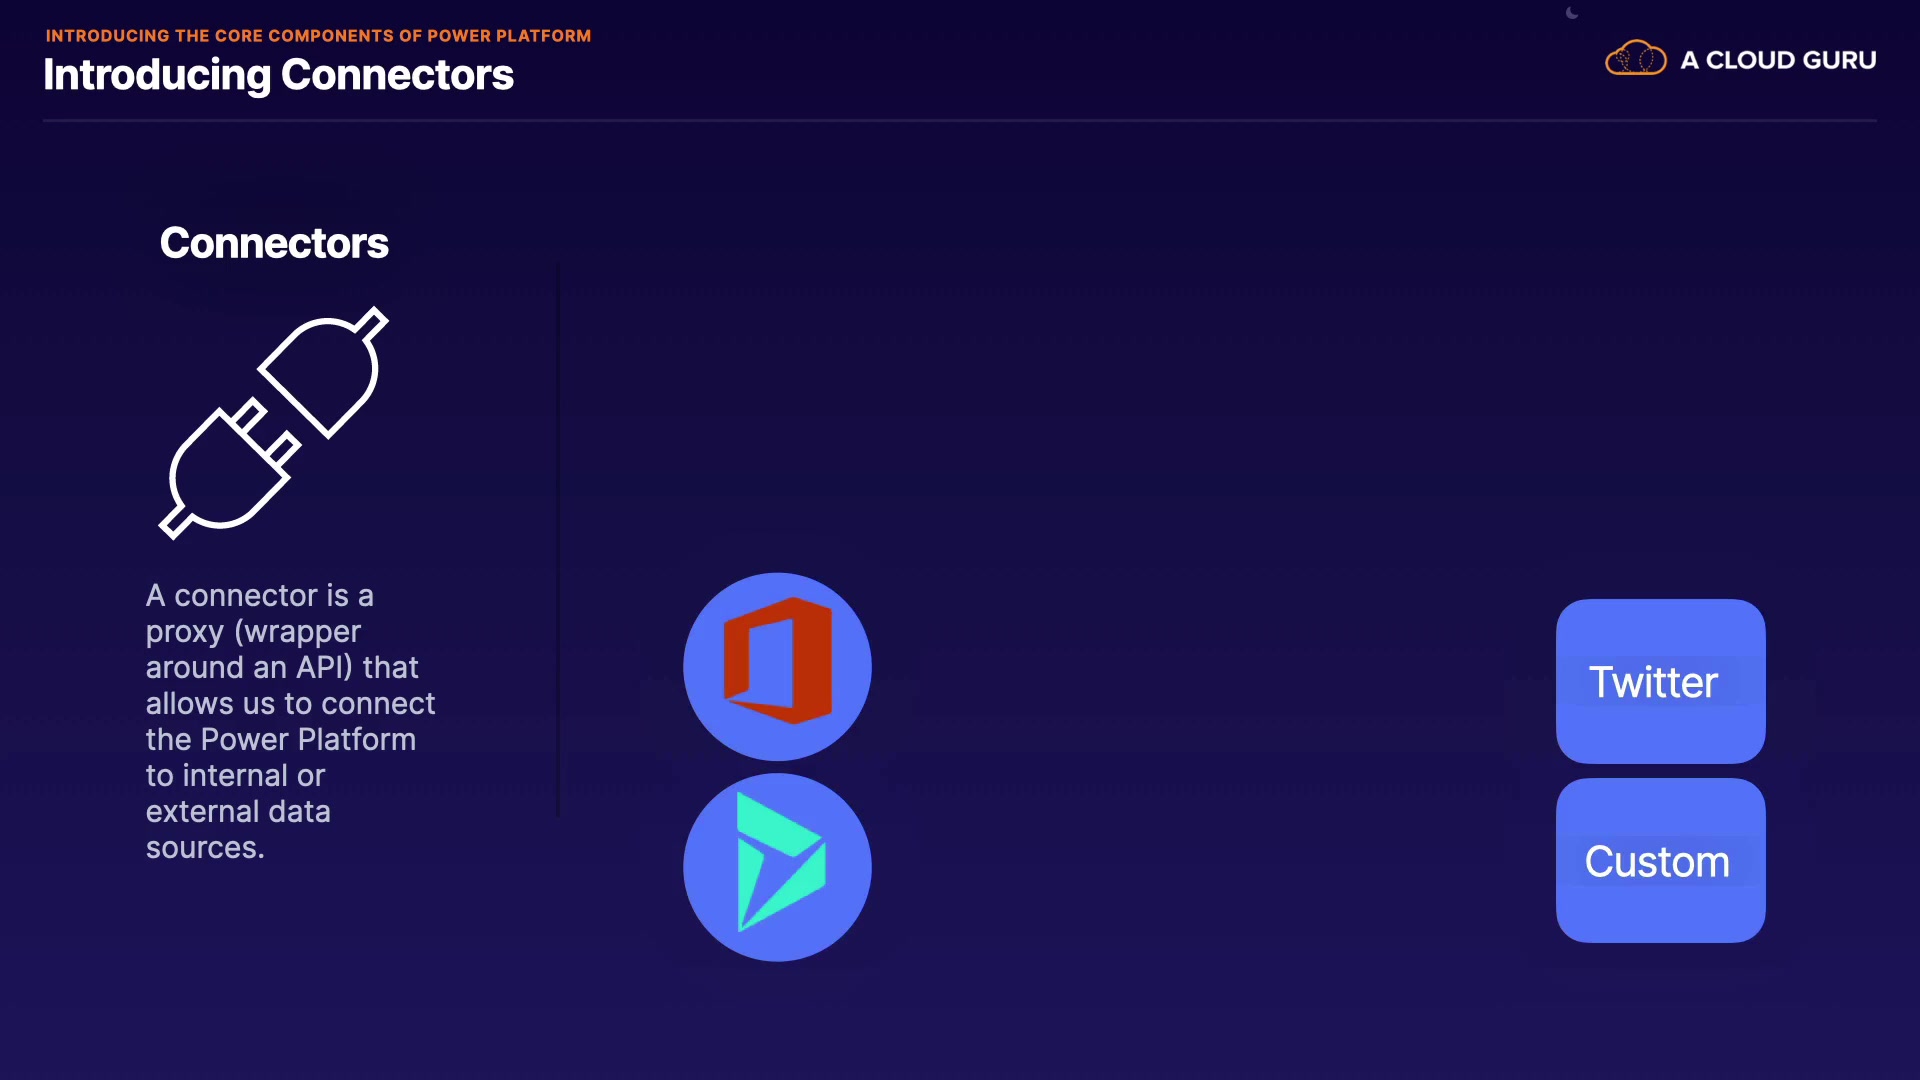 INTRODUCING THE CORE COMPONENTS OF POWER PLATFORM
Introducing Connectors
A CLOUD GURU
Connectors
A connector is a
proxy (wrapper
around an API) that
allows us to connect
the Power Platform
to internal or
external data
sources.
Twitter
Custom